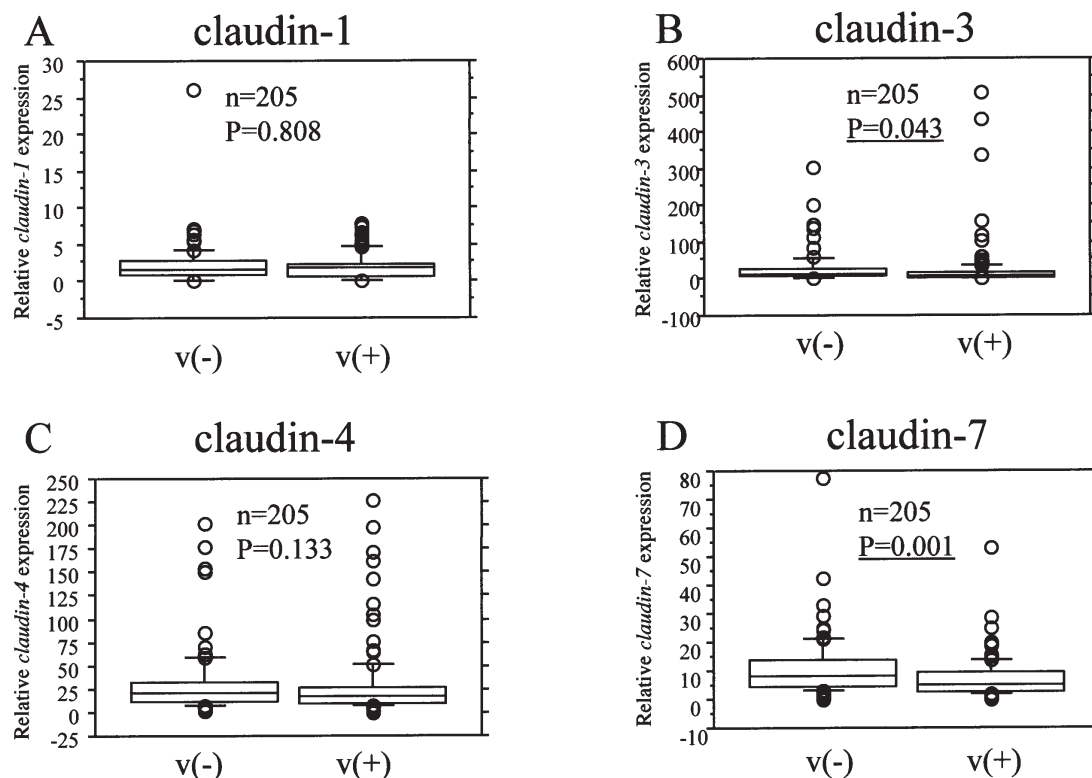 A
claudin-1
Relative claudin-1 expression
30
25
20
15
10
5
0
-5
n=205
P=0.808
v(-)
v(+)
B
claudin-3
Relative claudin-3 expression
600
500
400
300
200
100
0
-100
n=205
P=0.043
v(-)
v(+)
C
claudin-4
Relative claudin-4 expression
250
225
200
175
150
125
100
75
50
25
0
-25
n=205
P=0.133
v(-)
v(+)
D
claudin-7
Relative claudin-7 expression
80
70
60
50
40
30
20
10
0
-10
n=205
P=0.001
v(-)
v(+)